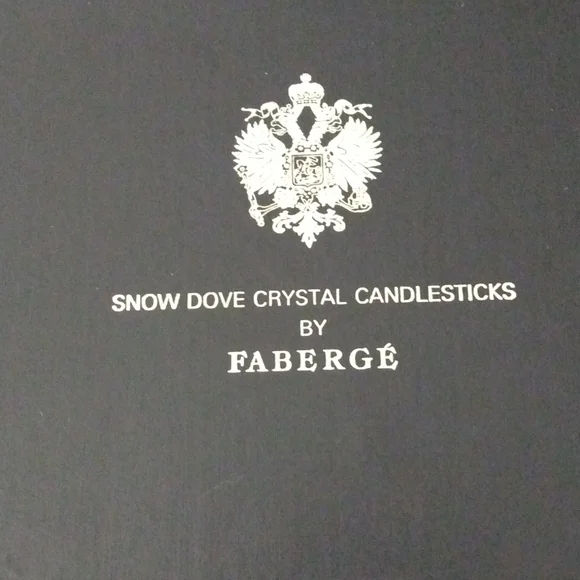 SNOW DOVE CRYSTAL CANDLESTICKS
BY
FABERGÉ